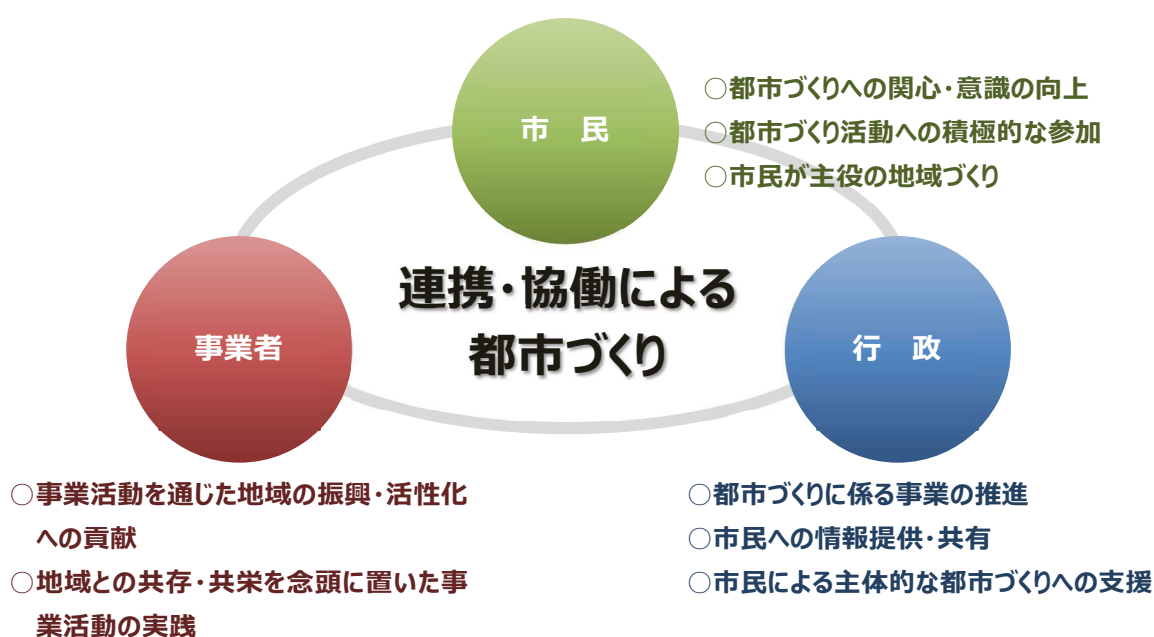 市　民
○都市づくりへの関心・意識の向上
○都市づくり活動への積極的な参加
○市民が主役の地域づくり
連携・協働による
都市づくり
事業者
行　政
○事業活動を通じた地域の振興・活性化
への貢献
○地域との共存・共栄を念頭に置いた事
業活動の実践
○都市づくりに係る事業の推進
○市民への情報提供・共有
○市民による主体的な都市づくりへの支援